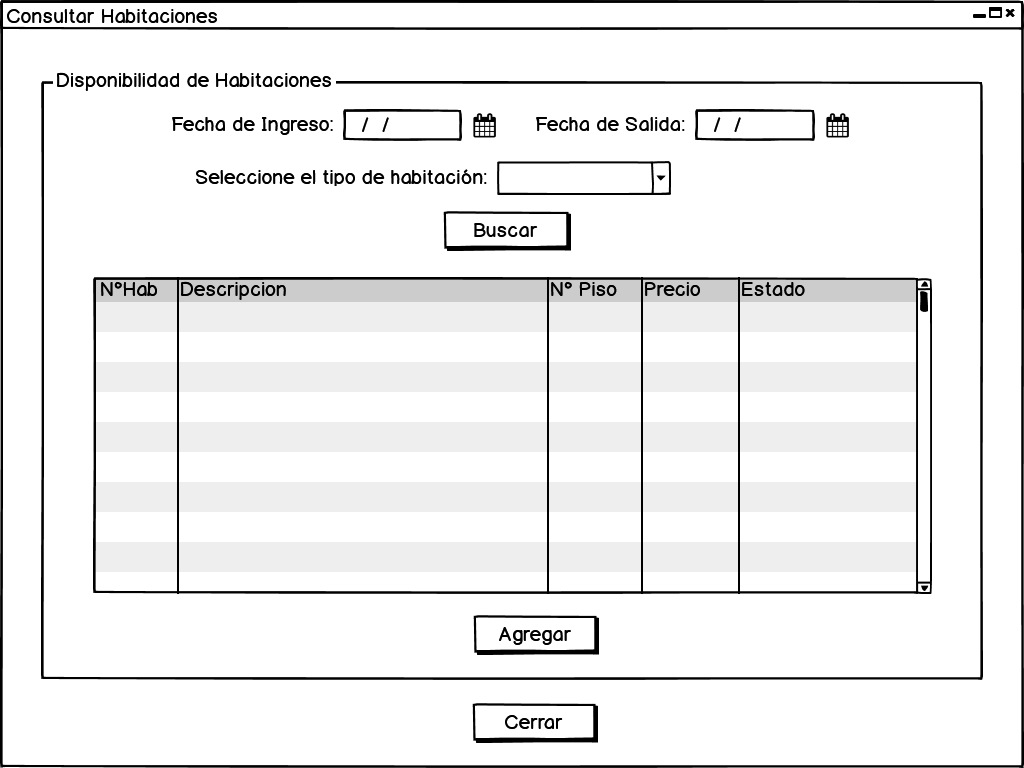 Consultar Habitaciones
Disponibilidad de Habitaciones
Fecha de Ingreso: / / Fecha de Salida: / /
Seleccione el tipo de habitación:
Buscar
N°Hab Descripcion N° Piso Precio Estado
Agregar
Cerrar